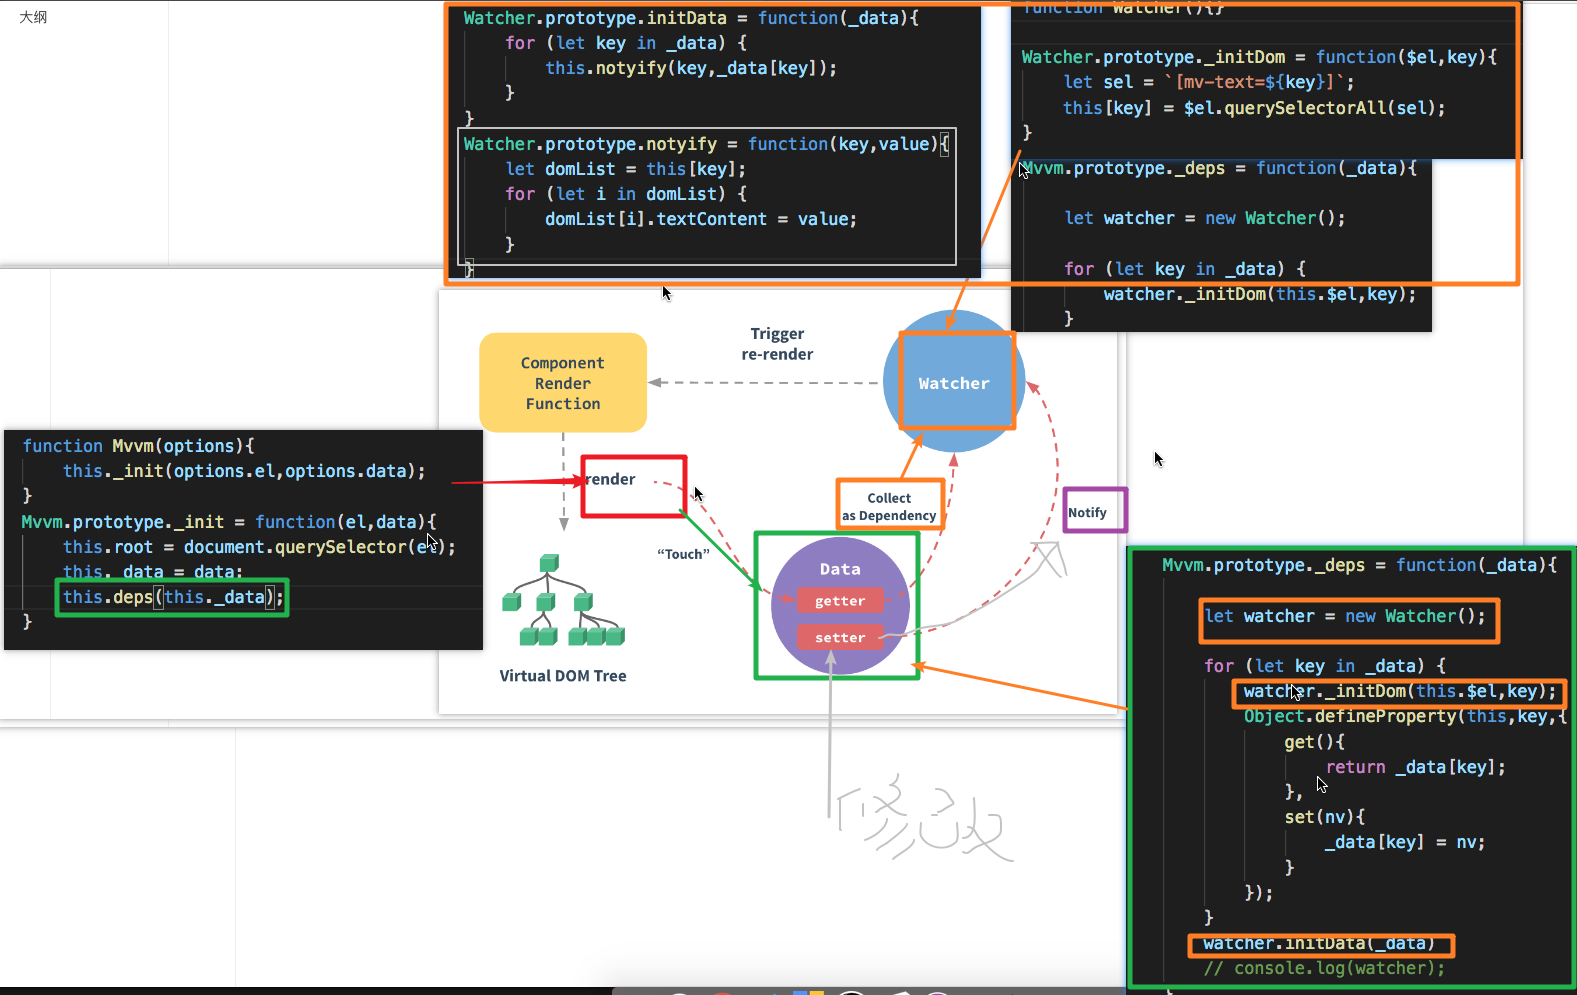 大纲
Watcher.prototype.initData = function(_data){
for (let key in _data) {
this.notyify(key,_data[key]);
}
}
Watcher.prototype.notyify = function(key,value){
let domList = this[key];
for (let i in domList) {
domList[i].textContent = value;
}
}
function Watcher(){}
Watcher.prototype._initDom = function($el,key){
let sel = `[mv-text=${key}]`;
this[key] = $el.querySelectorAll(sel);
}
Mvvm.prototype._deps = function(_data){
let watcher = new Watcher();
for (let key in _data) {
watcher._initDom(this.$el,key);
}
Component
Render
Function
Trigger
re-render
Watcher
function Mvvm(options){
this._init(options.el,options.data);
}
Mvvm.prototype._init = function(el,data){
this.root = document.querySelector(el);
this._data = data;
this.deps(this._data);
}
render
Collect
as Dependency
Notify
"Touch"
Data
getter
setter
Virtual DOM Tree
修改
Mvvm.prototype._deps = function(_data){
let watcher = new Watcher();
for (let key in _data) {
watcher._initDom(this.$el,key);
Object.defineProperty(this,key,{
get(){
return _data[key];
},
set(nv){
_data[key] = nv;
}
});
}
watcher.initData(_data)
// console.log(watcher);
}